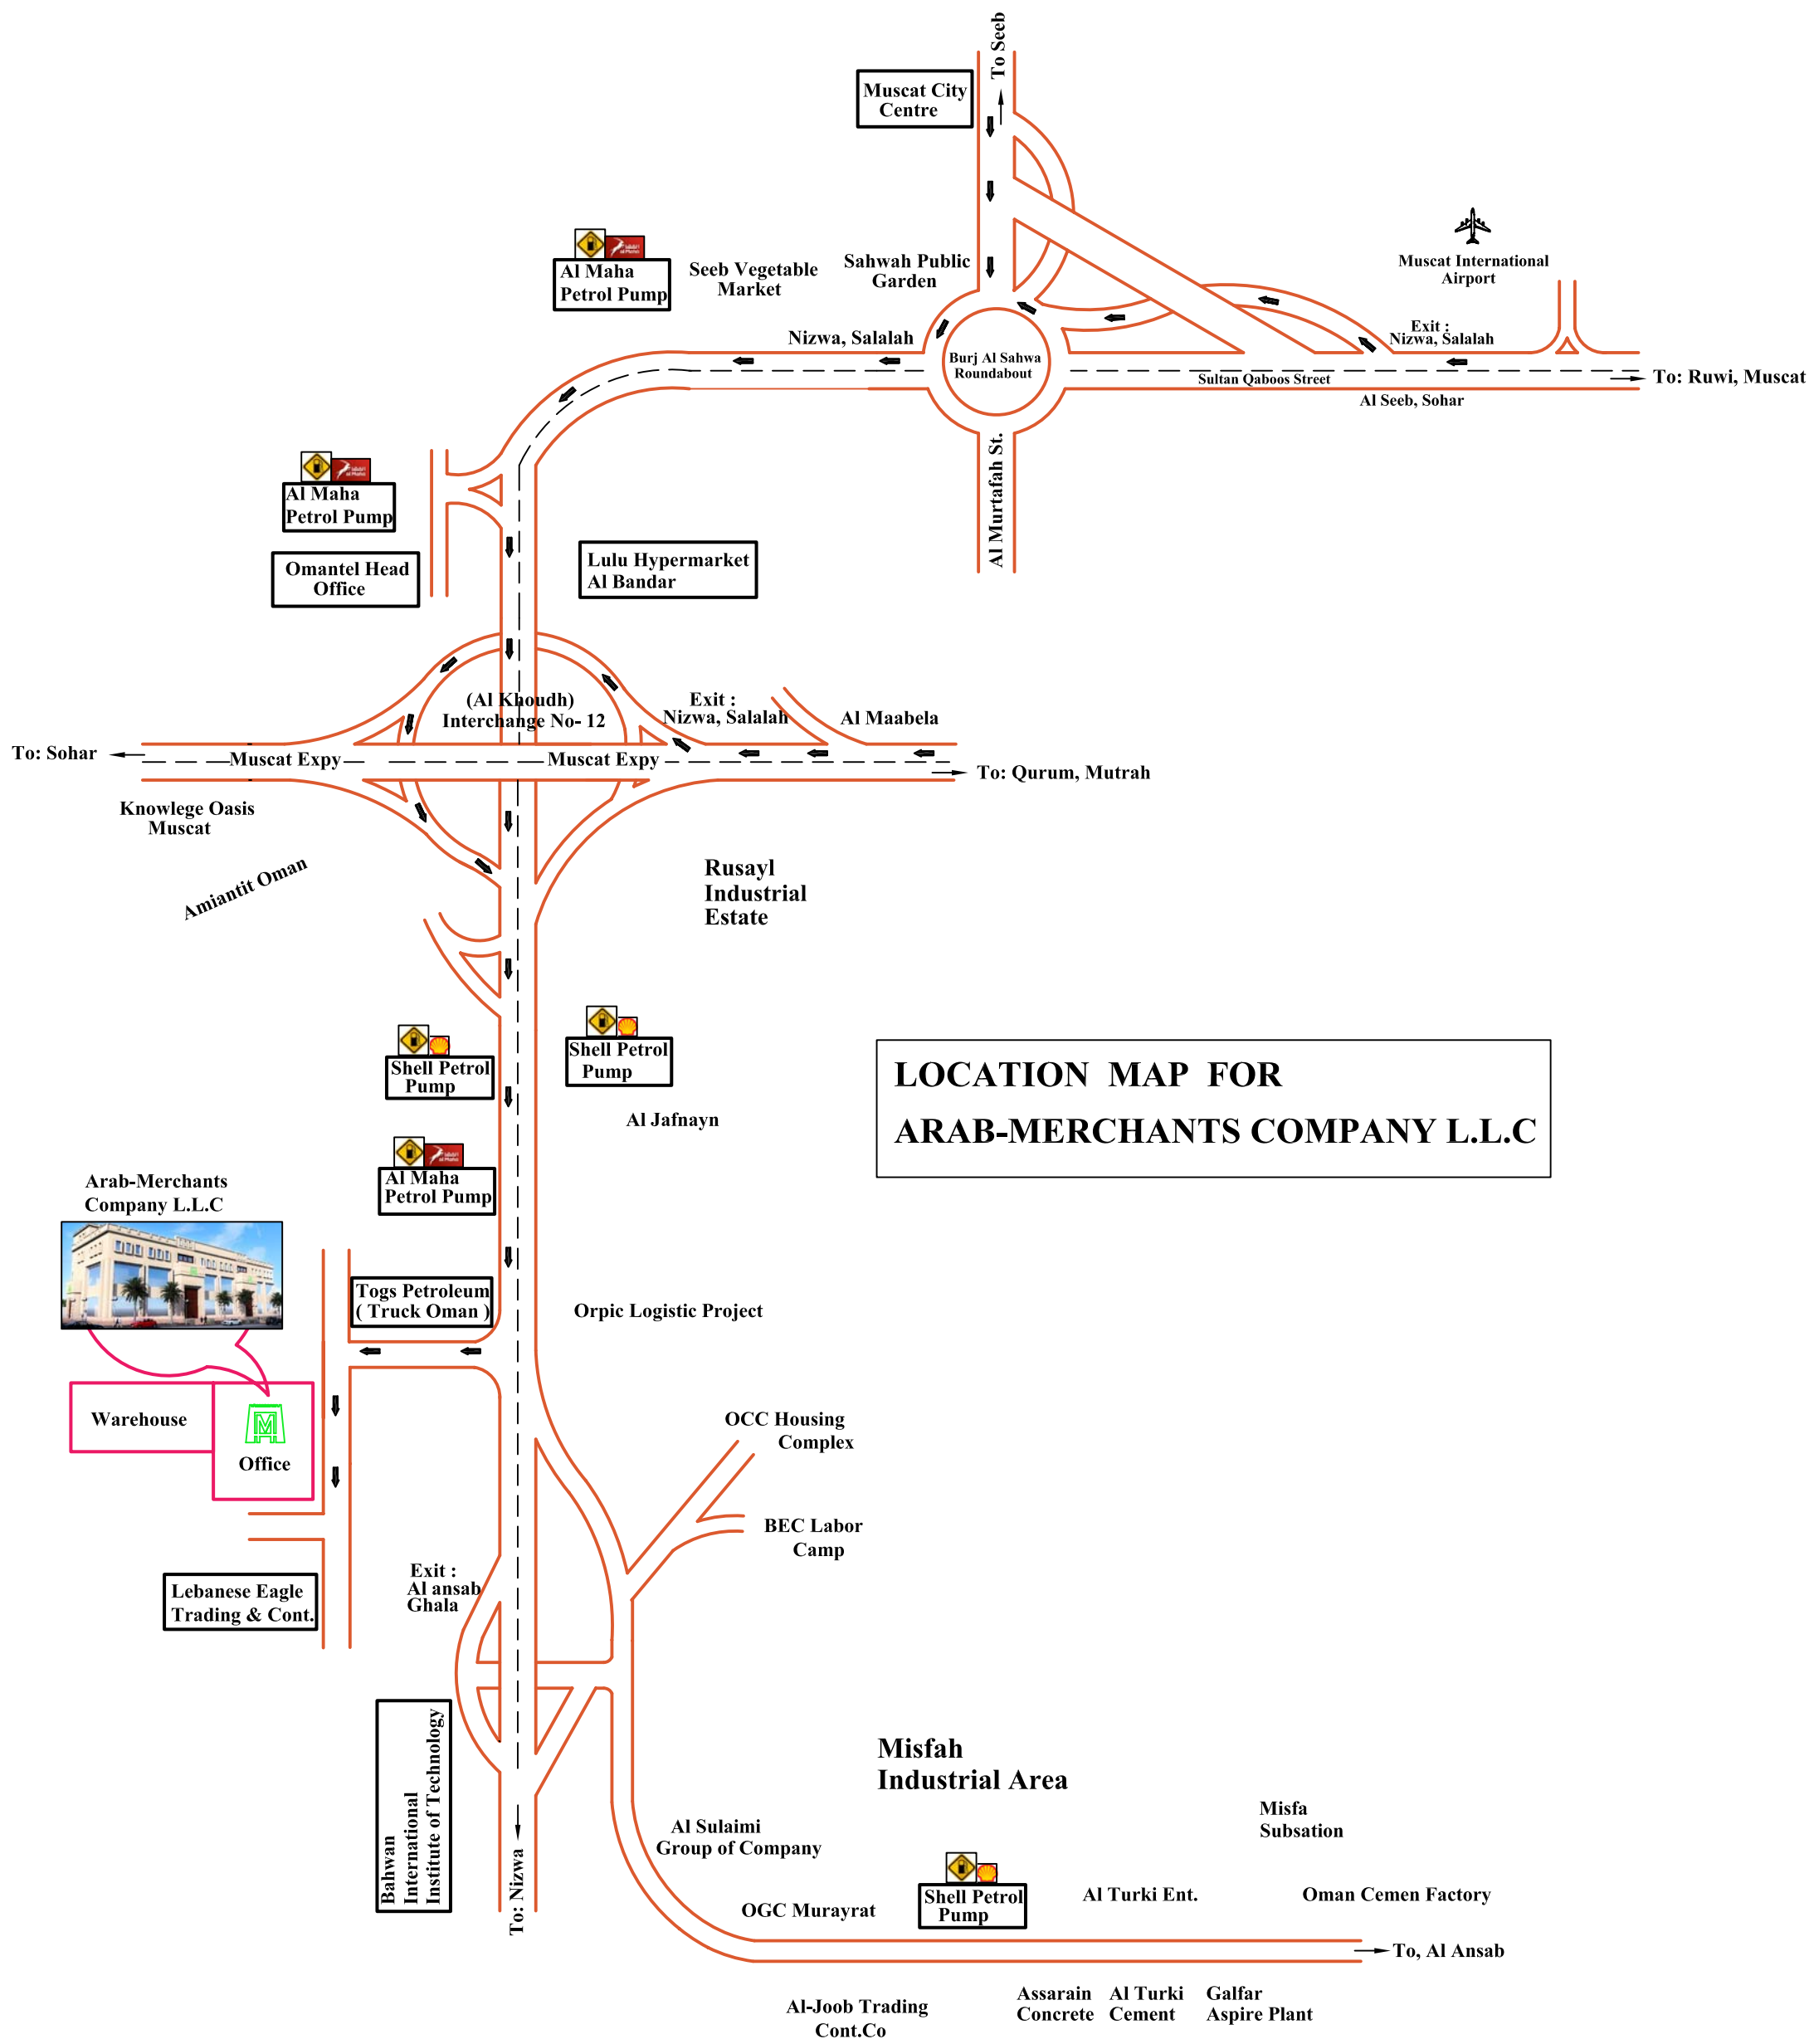 To Seeb
Muscat City
Centre
Muscat International
Airport
Al Maha
Petrol Pump
Seeb Vegetable
Market
Sahwah Public
Garden
Exit :
Nizwa, Salalah
Nizwa, Salalah
Burj Al Sahwa
Roundabout
Sultan Qaboos Street
To: Ruwi, Muscat
Al Seeb, Sohar
Al Murtafah St.
Al Maha
Petrol Pump
Omantel Head
Office
Lulu Hypermarket
Al Bandar
(Al Khoudh)
Interchange No- 12
Exit :
Nizwa, Salalah
Al Maabela
To: Sohar
Muscat Expy
Muscat Expy
To: Qurum, Mutrah
Knowlege Oasis
Muscat
Amiantit Oman
Rusayl
Industrial
Estate
Shell Petrol
Pump
Shell Petrol
Pump
Al Jafnayn
LOCATION MAP FOR
ARAB-MERCHANTS COMPANY L.L.C
Al Maha
Petrol Pump
Arab-Merchants
Company L.L.C
Togs Petroleum
( Truck Oman )
Orpic Logistic Project
Warehouse
Office
OCC Housing
Complex
BEC Labor
Camp
Exit :
Al ansab
Ghala
Lebanese Eagle
Trading & Cont.
Bahwan
International
Institute of Technology
To: Nizwa
Misfah
Industrial Area
Misfa
Subsation
Al Sulaimi
Group of Company
OGC Murayrat
Shell Petrol
Pump
Al Turki Ent.
Oman Cemen Factory
To, Al Ansab
Al-Joob Trading
Cont.Co
Assarain
Concrete
Al Turki
Cement
Galfar
Aspire Plant